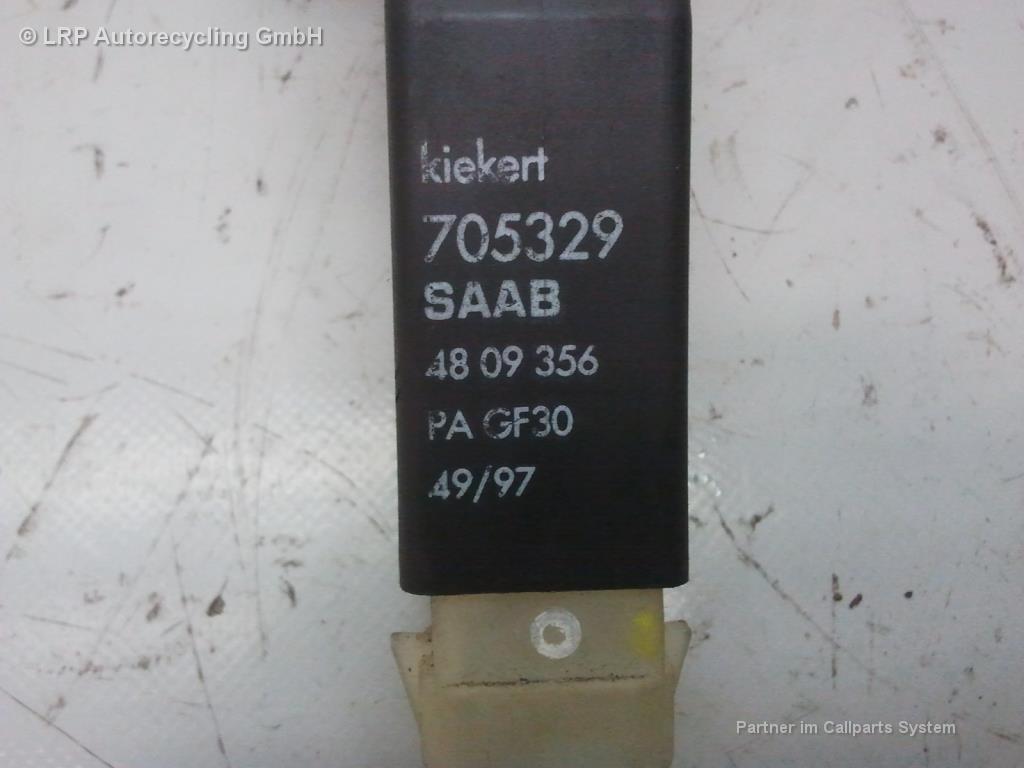 © LRP Autorecycling GmbH
kiekert
705329
SAAB
48 09 356
PA GF30
49/97
Partner im Callparts System